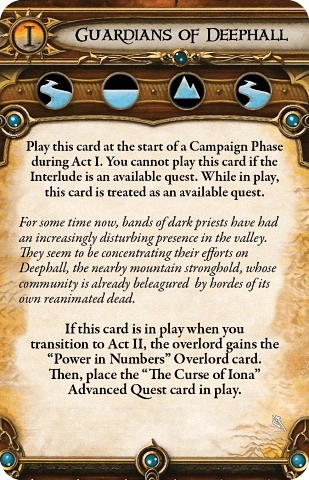 I
GUARDIANS OF DEEPHALL
Play this card at the start of a Campaign Phase
during Act I. You cannot play this card if the
Interlude is an available quest. While in play,
this card is treated as an available quest.
For some time now, bands of dark priests have had
an increasingly disturbing presence in the valley.
They seem to be concentrating their efforts on
Deephall, the nearby mountain stronghold, whose
community is already beleagured by hordes of its
own reanimated dead.
If this card is in play when you
transition to Act II, the overlord gains the
“Power in Numbers” Overlord card.
Then, place the “The Curse of Iona”
Advanced Quest card in play.